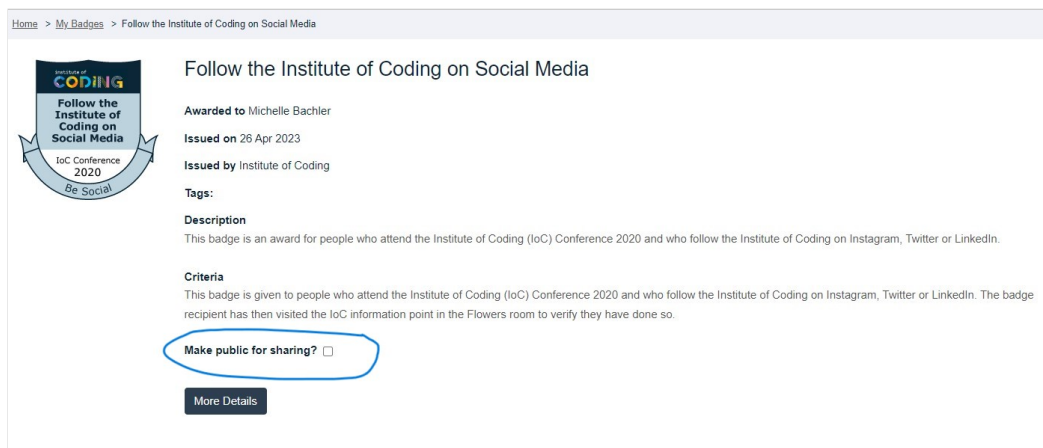 Home > My Badges > Follow the Institute of Coding on Social Media
Institute of
CODING
Follow the
Institute of
Coding on
Social Media
IoC Conference
2020
Be Social
Follow the Institute of Coding on Social Media
Awarded to Michelle Bachler
Issued on 26 Apr 2023
Issued by Institute of Coding
Tags:
Description
This badge is an award for people who attend the Institute of Coding (IoC) Conference 2020 and who follow the Institute of Coding on Instagram, Twitter or LinkedIn.
Criteria
This badge is given to people who attend the Institute of Coding (IoC) Conference 2020 and who follow the Institute of Coding on Instagram, Twitter or LinkedIn. The badge
recipient has then visited the IoC information point in the Flowers room to verify they have done so.
Make public for sharing?
More Details